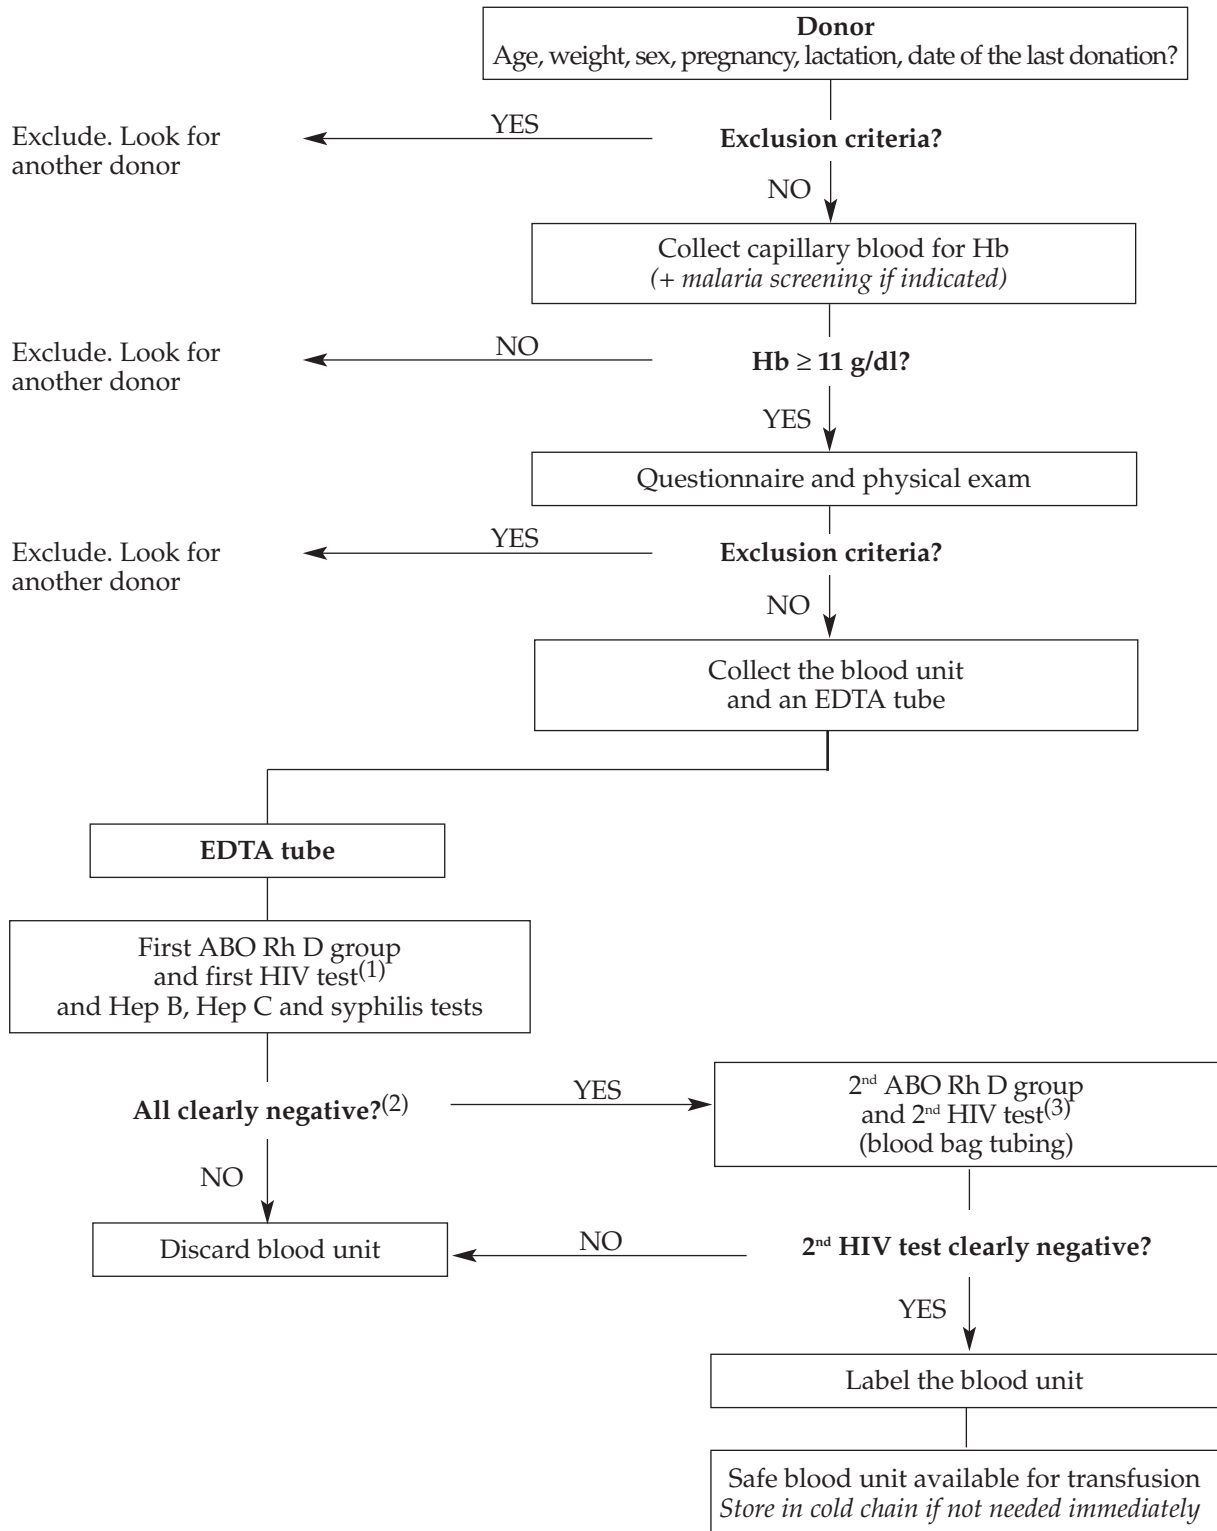 Donor
Age, weight, sex, pregnancy, lactation, date of the last donation?
Exclude. Look for
another donor
YES
Exclusion criteria?
NO
Collect capillary blood for Hb
(+ malaria screening if indicated)
Exclude. Look for
another donor
NO
Hb ≥ 11 g/dl?
YES
Questionnaire and physical exam
Exclude. Look for
another donor
YES
Exclusion criteria?
NO
Collect the blood unit
and an EDTA tube
EDTA tube
First ABO Rh D group
and first HIV test(1)
and Hep B, Hep C and syphilis tests
All clearly negative?(2)
YES
2nd ABO Rh D group
and 2nd HIV test(3)
(blood bag tubing)
NO
Discard blood unit
NO
2nd HIV test clearly negative?
YES
Label the blood unit
Safe blood unit available for transfusion
Store in cold chain if not needed immediately